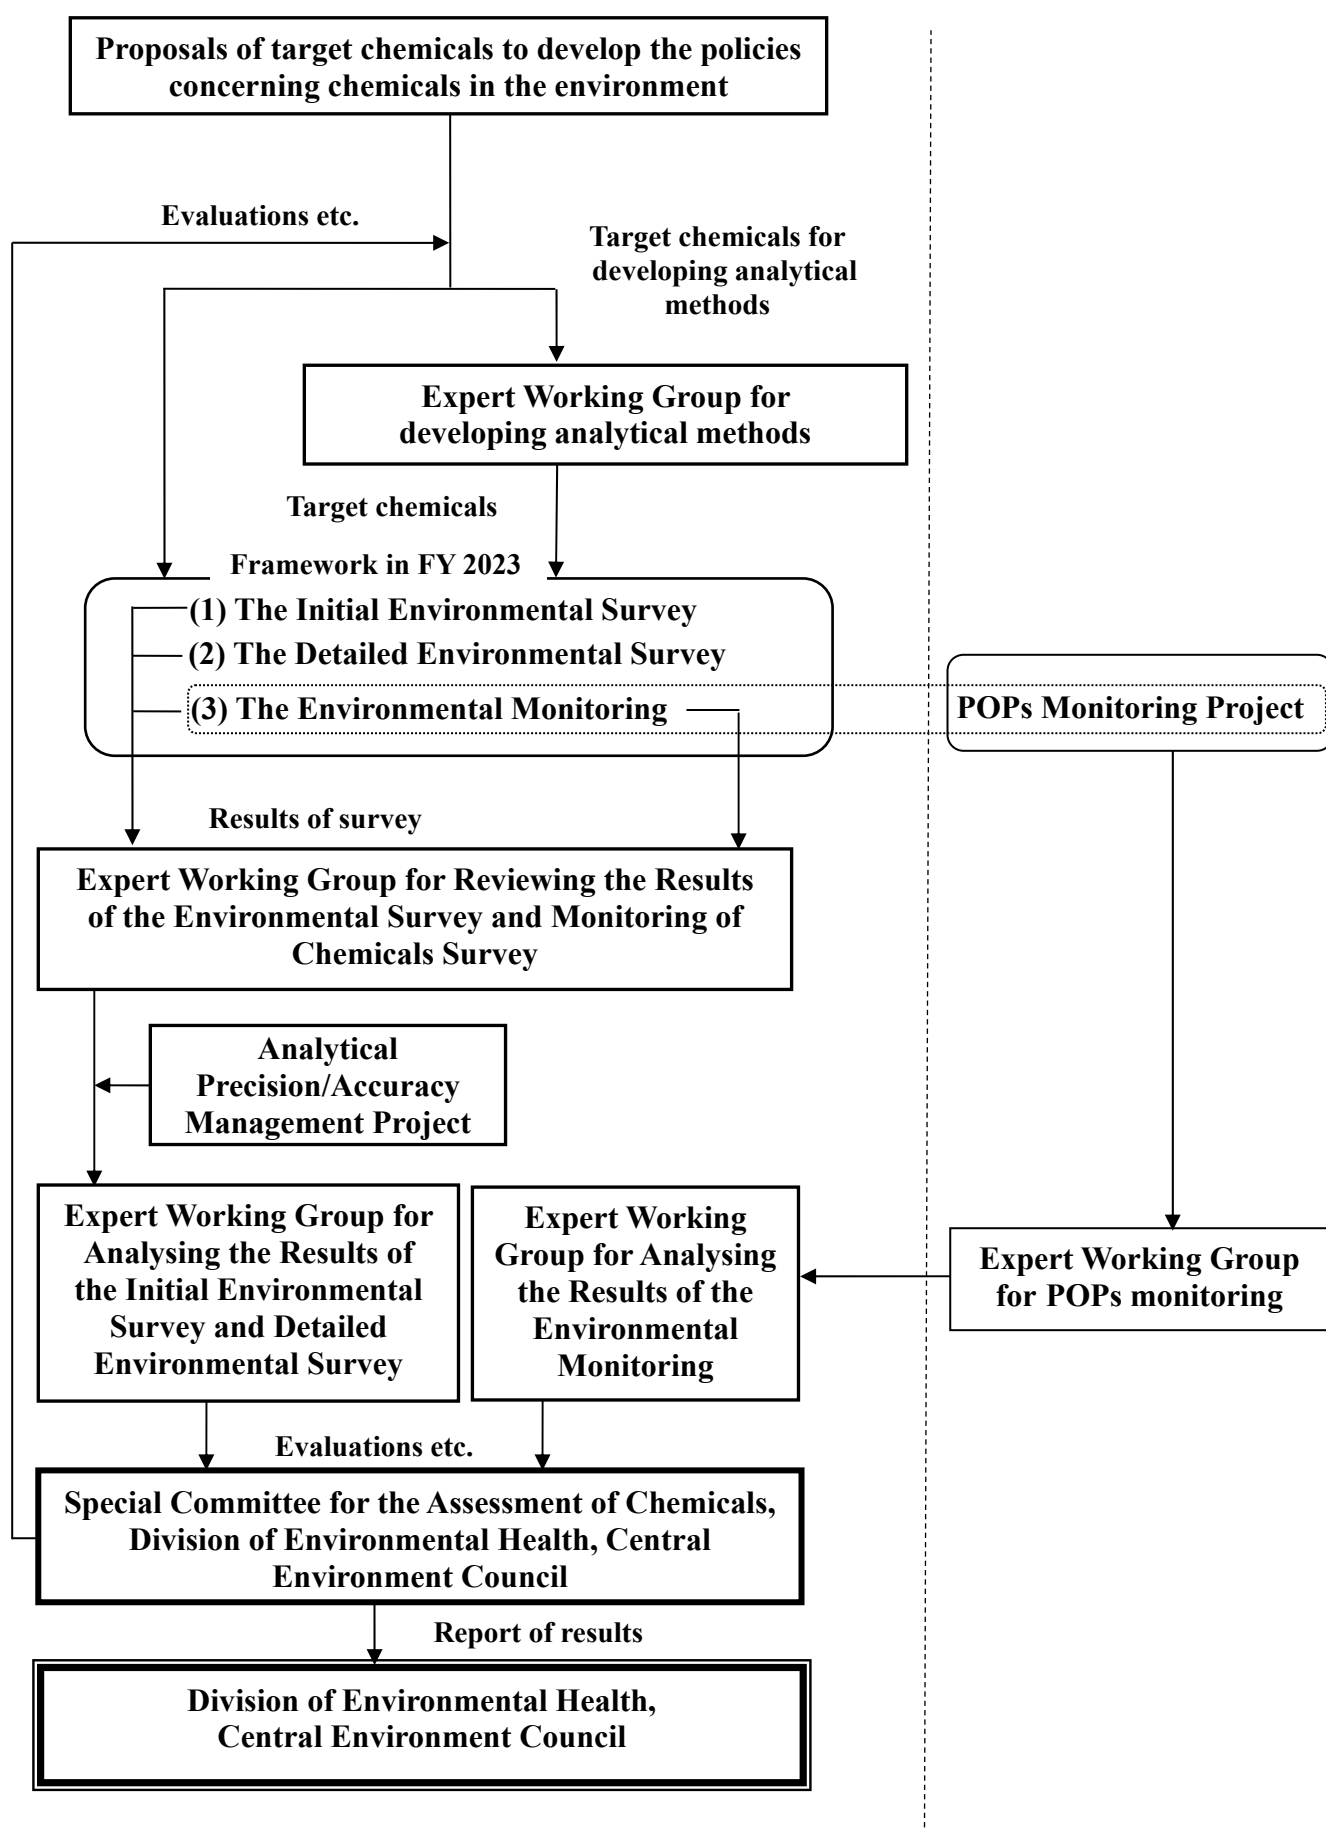 Proposals of target chemicals to develop the policies
concerning chemicals in the environment
Evaluations etc.
Target chemicals for
developing analytical
methods
Expert Working Group for
developing analytical methods
Target chemicals
Framework in FY 2023
(1) The Initial Environmental Survey
(2) The Detailed Environmental Survey
(3) The Environmental Monitoring
POPs Monitoring Project
Results of survey
Expert Working Group for Reviewing the Results
of the Environmental Survey and Monitoring of
Chemicals Survey
Analytical
Precision/Accuracy
Management Project
Expert Working Group for
Analysing the Results of
the Initial Environmental
Survey and Detailed
Environmental Survey
Expert Working
Group for Analysing
the Results of the
Environmental
Monitoring
Expert Working Group
for POPs monitoring
Evaluations etc.
Special Committee for the Assessment of Chemicals,
Division of Environmental Health, Central
Environment Council
Report of results
Division of Environmental Health,
Central Environment Council